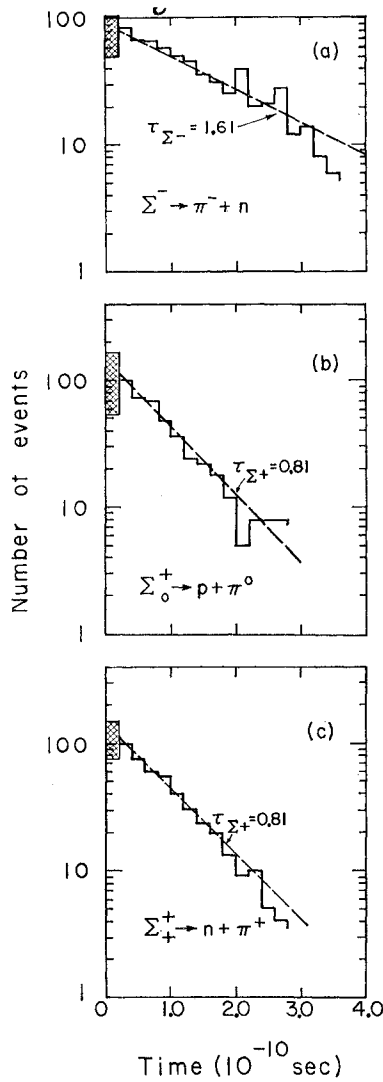 100
(a)
τΣ- = 1.61
10
Σ- → π- + n
1
(b)
100
τΣ+ = 0.81
10
Σ+0 → p + π0
1
(c)
100
τΣ+ = 0.81
10
Σ++ → n + π+
1
0 1.0 2.0 3.0 4.0
Time (10-10 sec)
Number of events